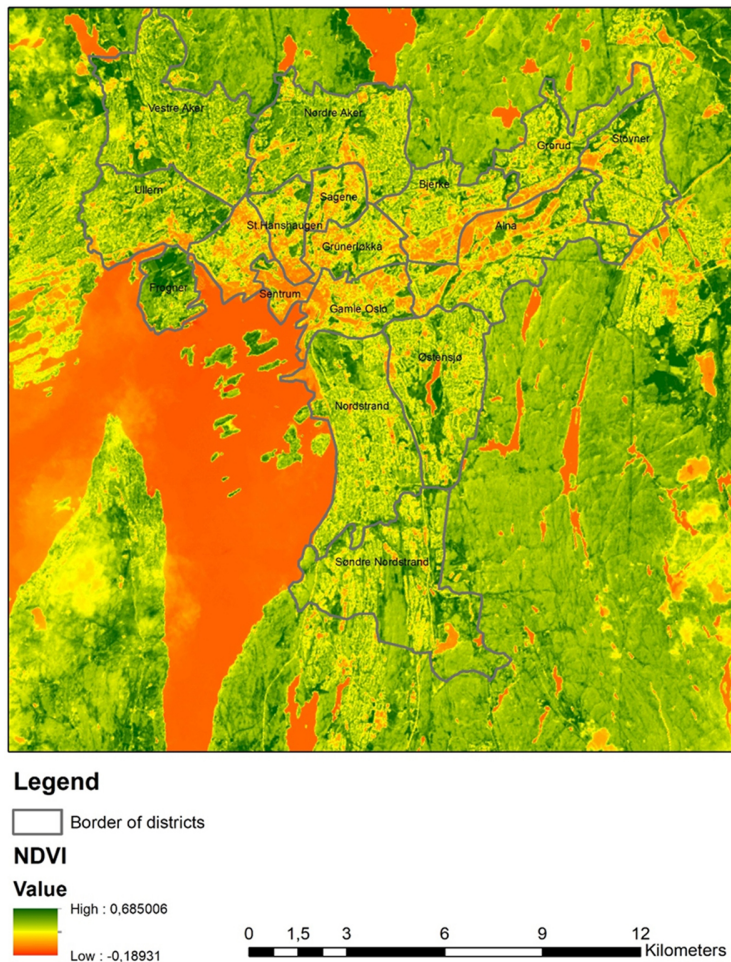 Vestre Aker
Nordre Aker
Grorud
Stovner
Ullern
Sagene
Bjerke
St.Hanshaugen
Alna
Grünerløkka
Frogner
Sentrum
Gamle Oslo
Østensjø
Nordstrand
Søndre Nordstrand
Legend
Border of districts
NDVI
Value
High : 0,685006
Low : -0,18931
0 1,5 3 6 9 12
Kilometers